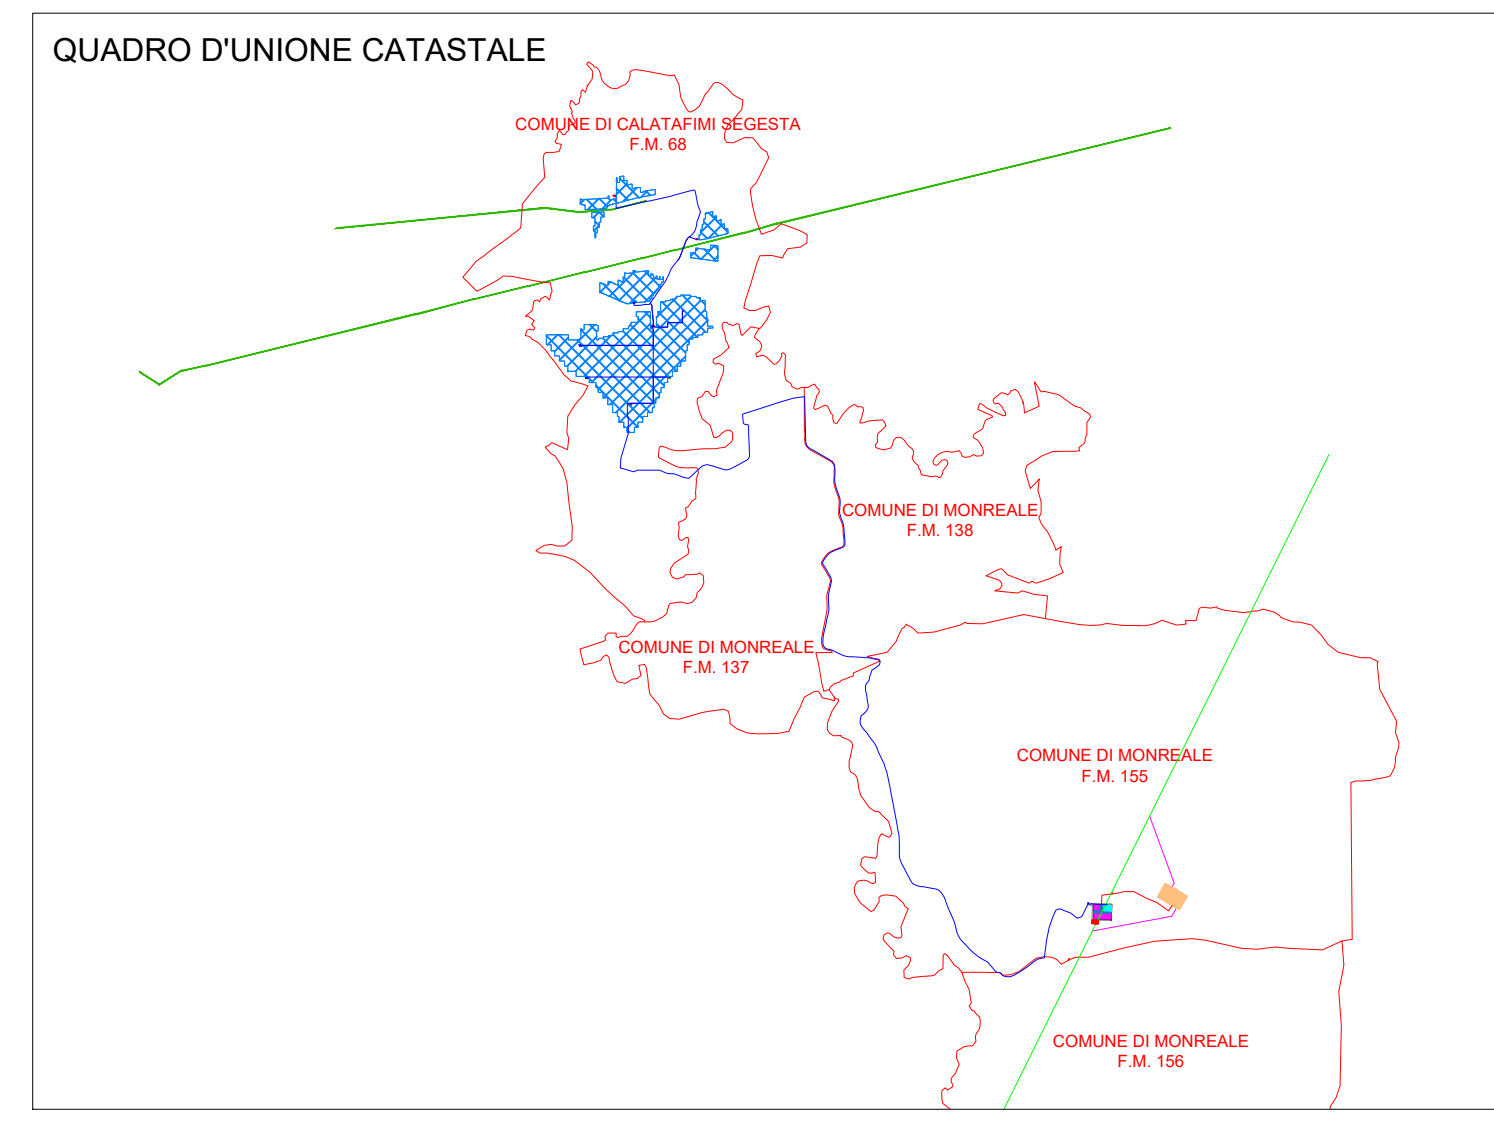 QUADRO D'UNIONE CATASTALE
COMUNE DI CALATAFIMI SEGESTA
F.M. 68
COMUNE DI MONREALE
F.M. 138
COMUNE DI MONREALE
F.M. 137
COMUNE DI MONREALE
F.M. 155
COMUNE DI MONREALE
F.M. 156